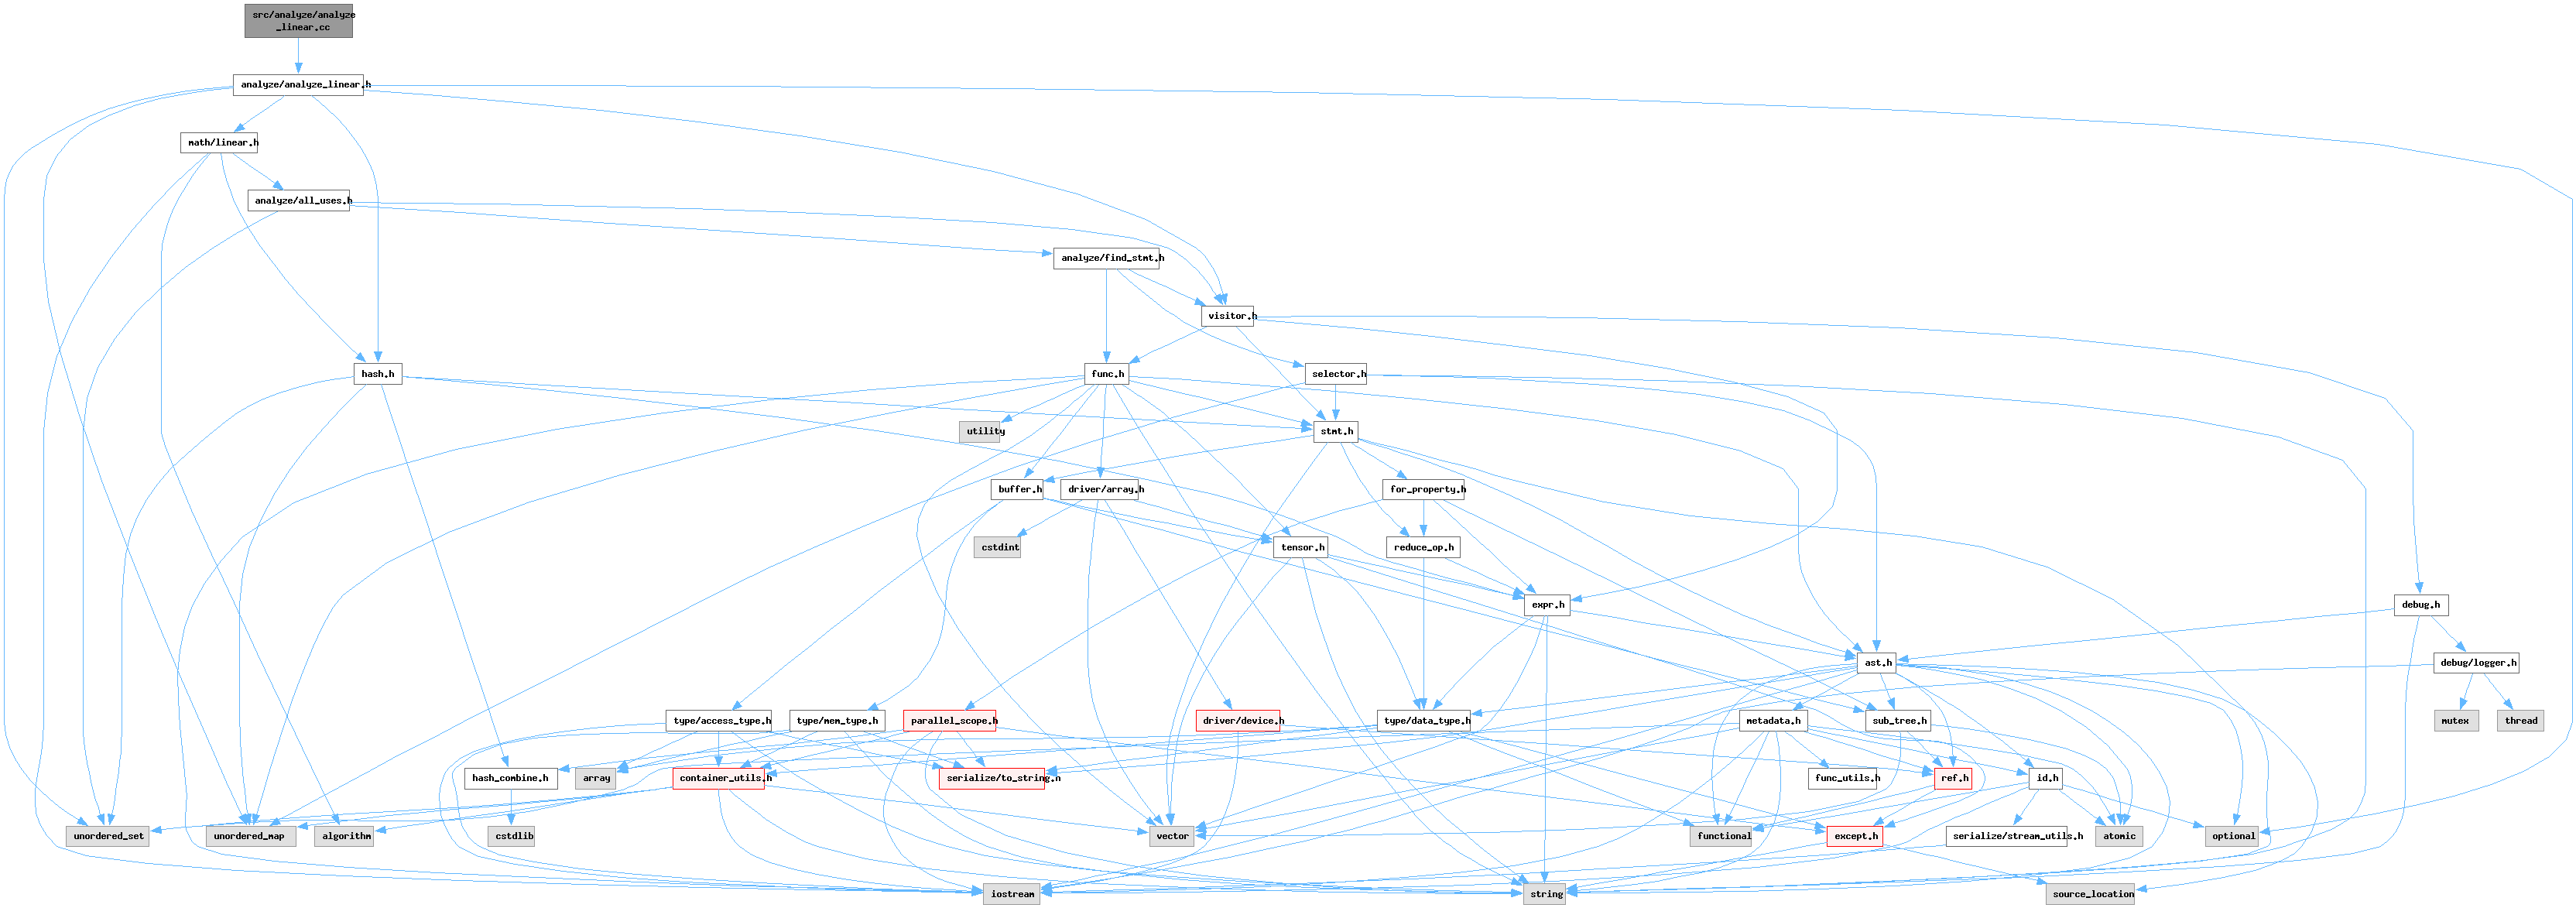 src/analyze/analyze
_linear.cc
analyze/analyze_linear.h
math/linear.h
analyze/all_uses.h
analyze/find_stmt.h
visitor.h
hash.h
func.h
selector.h
utility
stmt.h
buffer.h
driver/array.h
for_property.h
cstdint
tensor.h
reduce_op.h
expr.h
debug.h
ast.h
debug/logger.h
type/access_type.h
type/mem_type.h
parallel_scope.h
driver/device.h
type/data_type.h
metadata.h
sub_tree.h
mutex
thread
hash_combine.h
array
container_utils.h
serialize/to_string.h
func_utils.h
ref.h
id.h
unordered_set
unordered_map
algorithm
cstdlib
vector
functional
except.h
serialize/stream_utils.h
atomic
optional
iostream
string
source_location